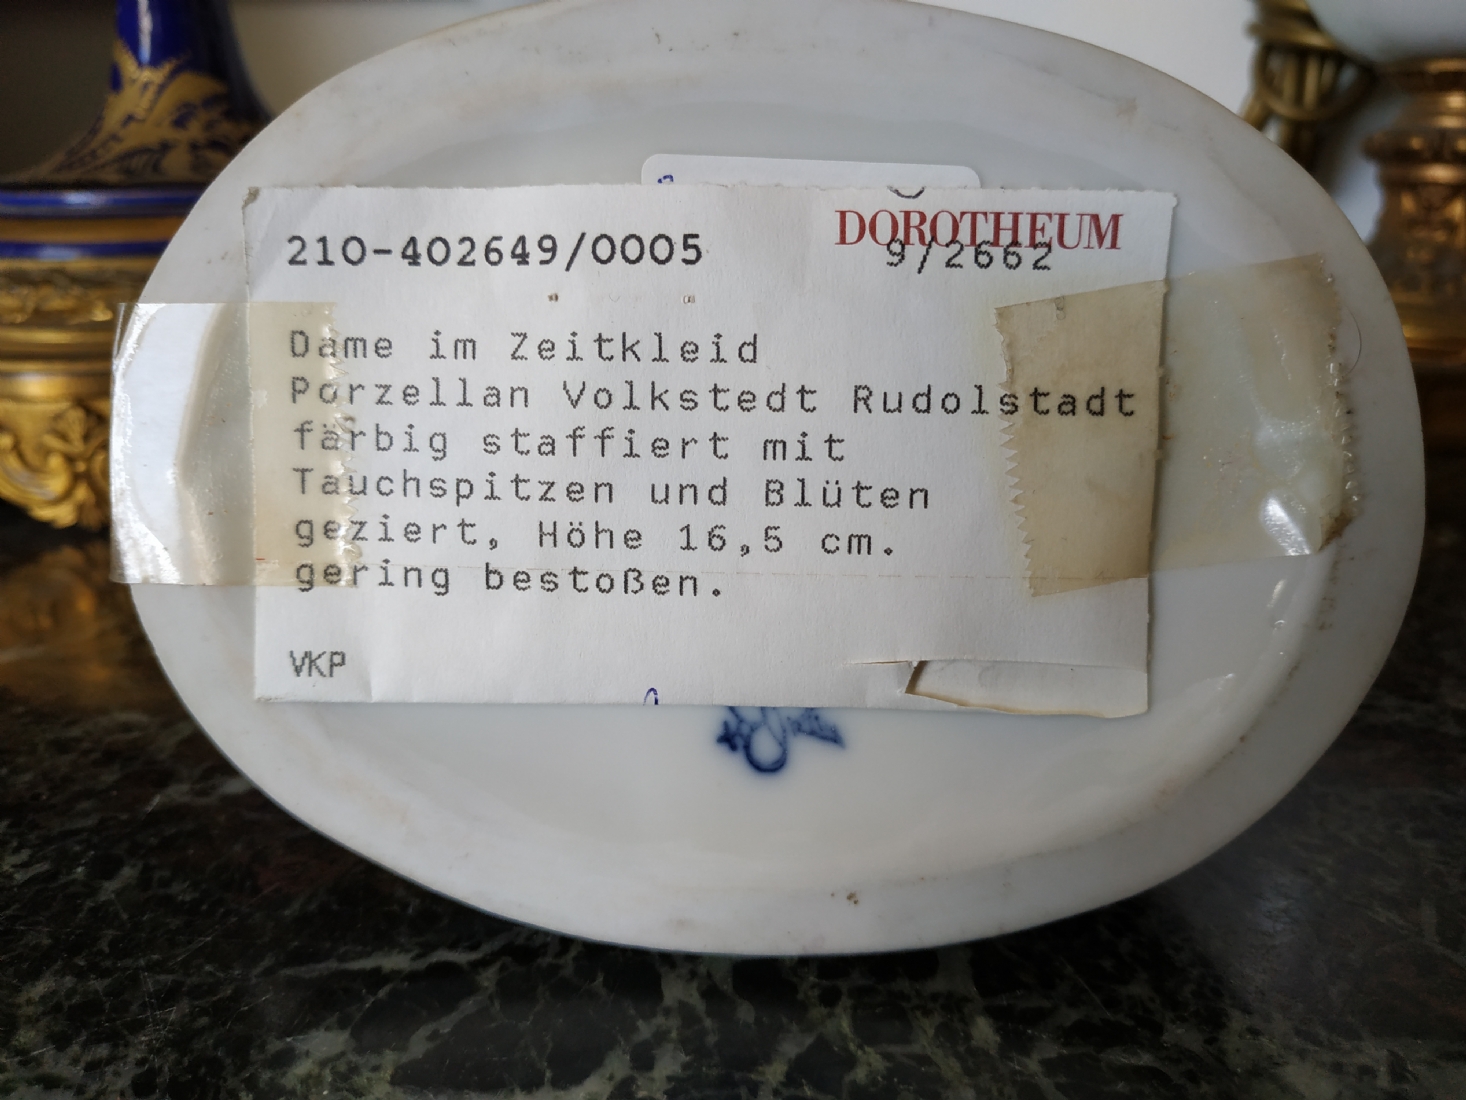 DOROTHEUM
210-402649/0005 9/2662
Dame im Zeitkleid
Porzellan Volkstedt Rudolstadt
färbig staffiert mit
Tauchspitzen und Blüten
geziert, Höhe 16,5 cm.
gering bestoßen.
VKP